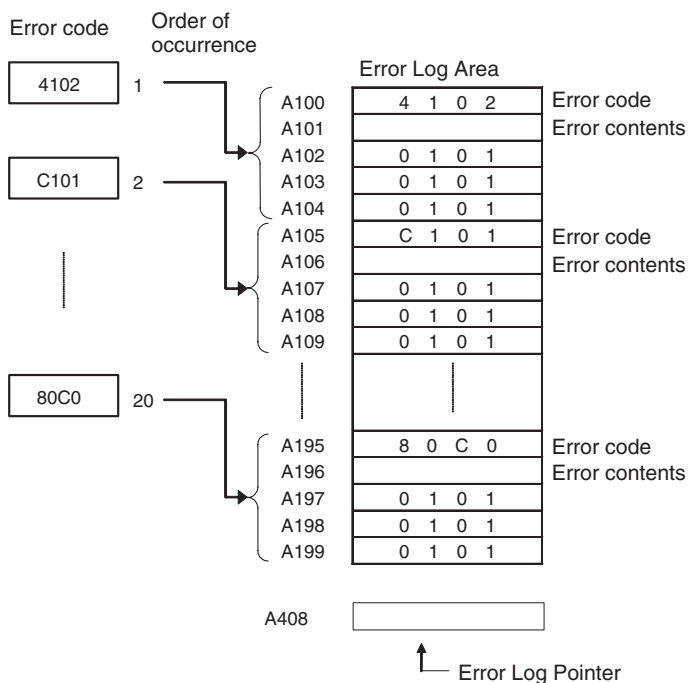 Error code
Order of
occurrence
4102
1
Error Log Area
A100
4 1 0 2
Error code
A101
Error contents
A102
0 1 0 1
C101
2
A103
0 1 0 1
A104
0 1 0 1
A105
C 1 0 1
Error code
A106
Error contents
A107
0 1 0 1
A108
0 1 0 1
A109
0 1 0 1
80C0
20
A195
8 0 C 0
Error code
A196
Error contents
A197
0 1 0 1
A198
0 1 0 1
A199
0 1 0 1
A408
Error Log Pointer